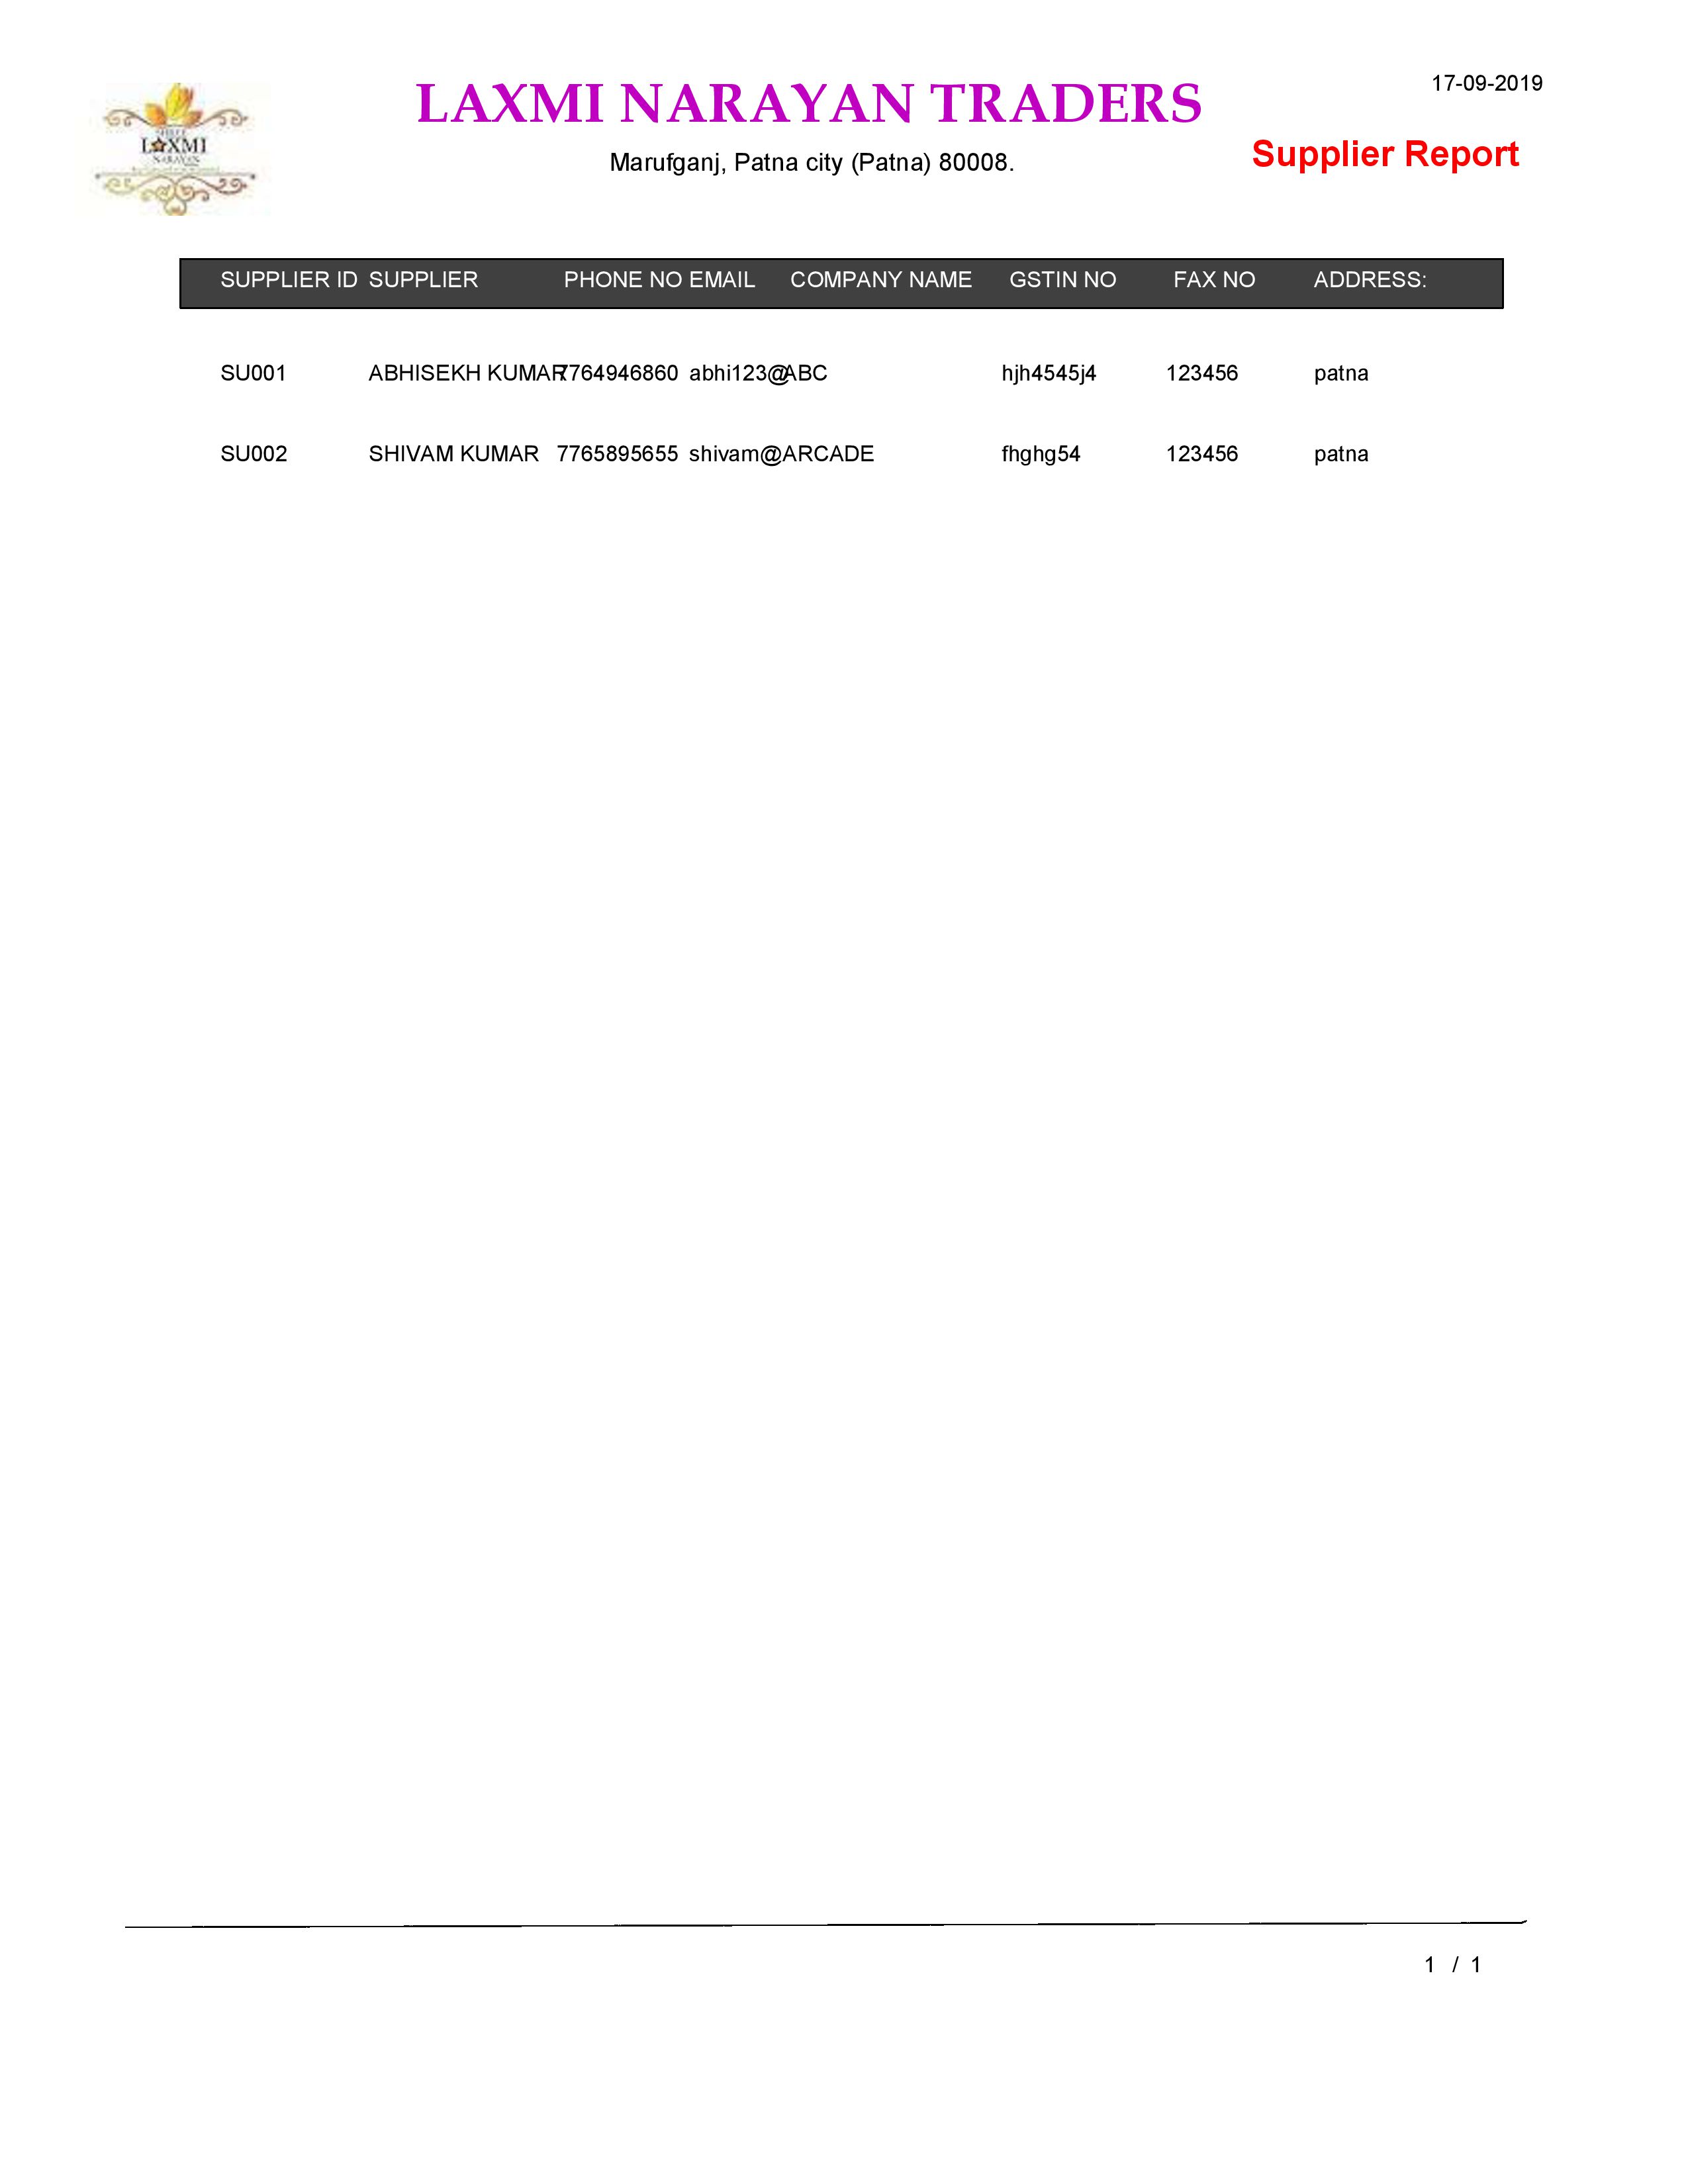 17-09-2019
LAXMI NARAYAN TRADERS
Supplier Report
Marufganj, Patna city (Patna) 80008.
LAXMI
NARAYAN
SUPPLIER ID SUPPLIER PHONE NO EMAIL COMPANY NAME GSTIN NO FAX NO ADDRESS:
SU001 ABHISEKH KUMAR 7764946860 abhi123@ ABC hjh4545j4 123456 patna
SU002 SHIVAM KUMAR 7765895655 shivam@ ARCADE fhghg54 123456 patna
1 / 1